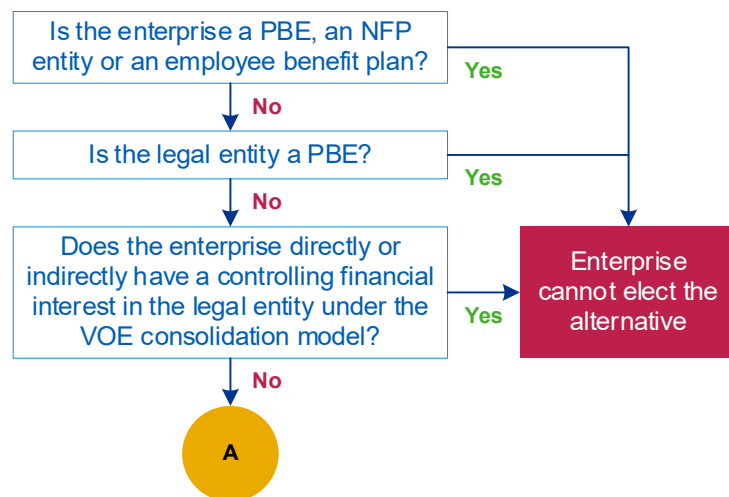 Is the enterprise a PBE, an NFP
entity or an employee benefit plan?
Yes
No
Is the legal entity a PBE?
Yes
No
Does the enterprise directly or
indirectly have a controlling financial
interest in the legal entity under the
VOE consolidation model?
Yes
Enterprise
cannot elect the
alternative
No
A